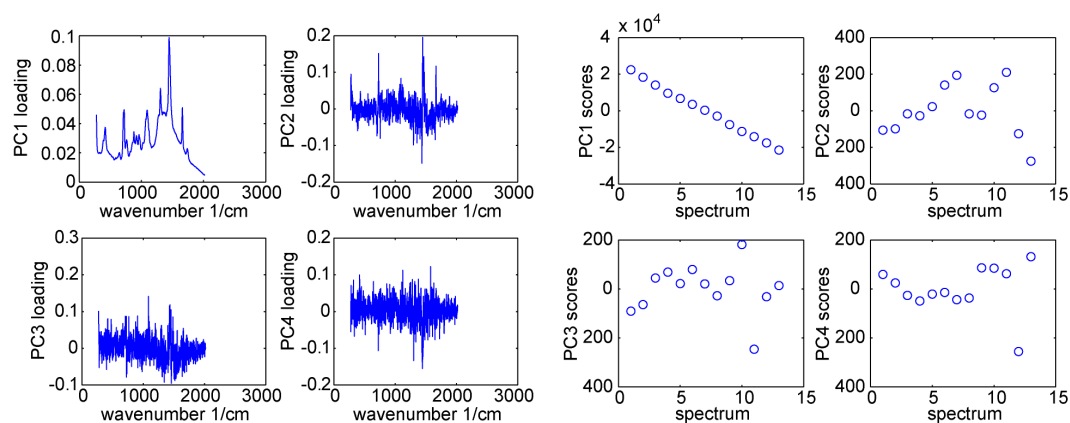 0.1
0.08
0.06
0.04
0.02
0
PC1 loading
0 1000 2000 3000
wavenumber 1/cm
0.2
0.1
0
-0.1
-0.2
PC2 loading
0 1000 2000 3000
wavenumber 1/cm
x 10⁴
4
2
0
-2
-4
PC1 scores
0 5 10 15
spectrum
400
200
0
200
400
PC2 scores
0 5 10 15
spectrum
0.3
0.2
0.1
0
-0.1
PC3 loading
0 1000 2000 3000
wavenumber 1/cm
0.2
0.1
0
-0.1
-0.2
PC4 loading
0 1000 2000 3000
wavenumber 1/cm
200
0
200
400
PC3 scores
0 5 10 15
spectrum
200
0
200
400
PC4 scores
0 5 10 15
spectrum